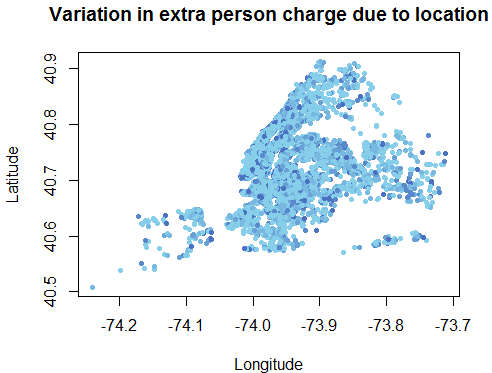 Variation in extra person charge due to location
40.9
40.8
40.7
40.6
40.5
Latitude
-74.2 -74.1 -74.0 -73.9 -73.8 -73.7
Longitude